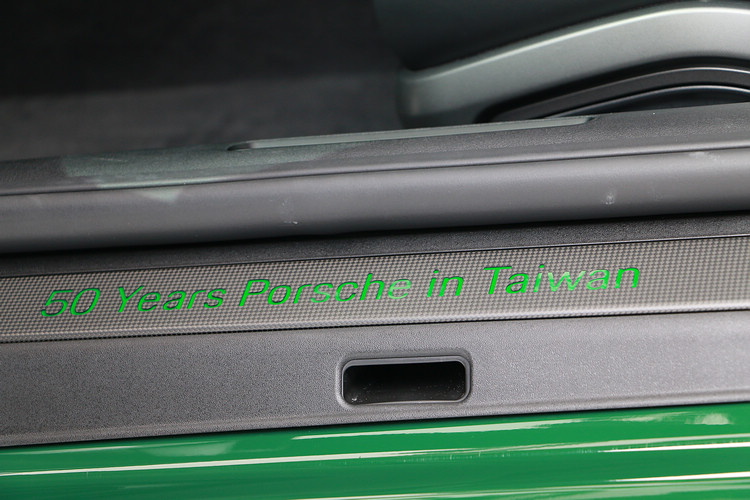 50 Years Porsche in Taiwan